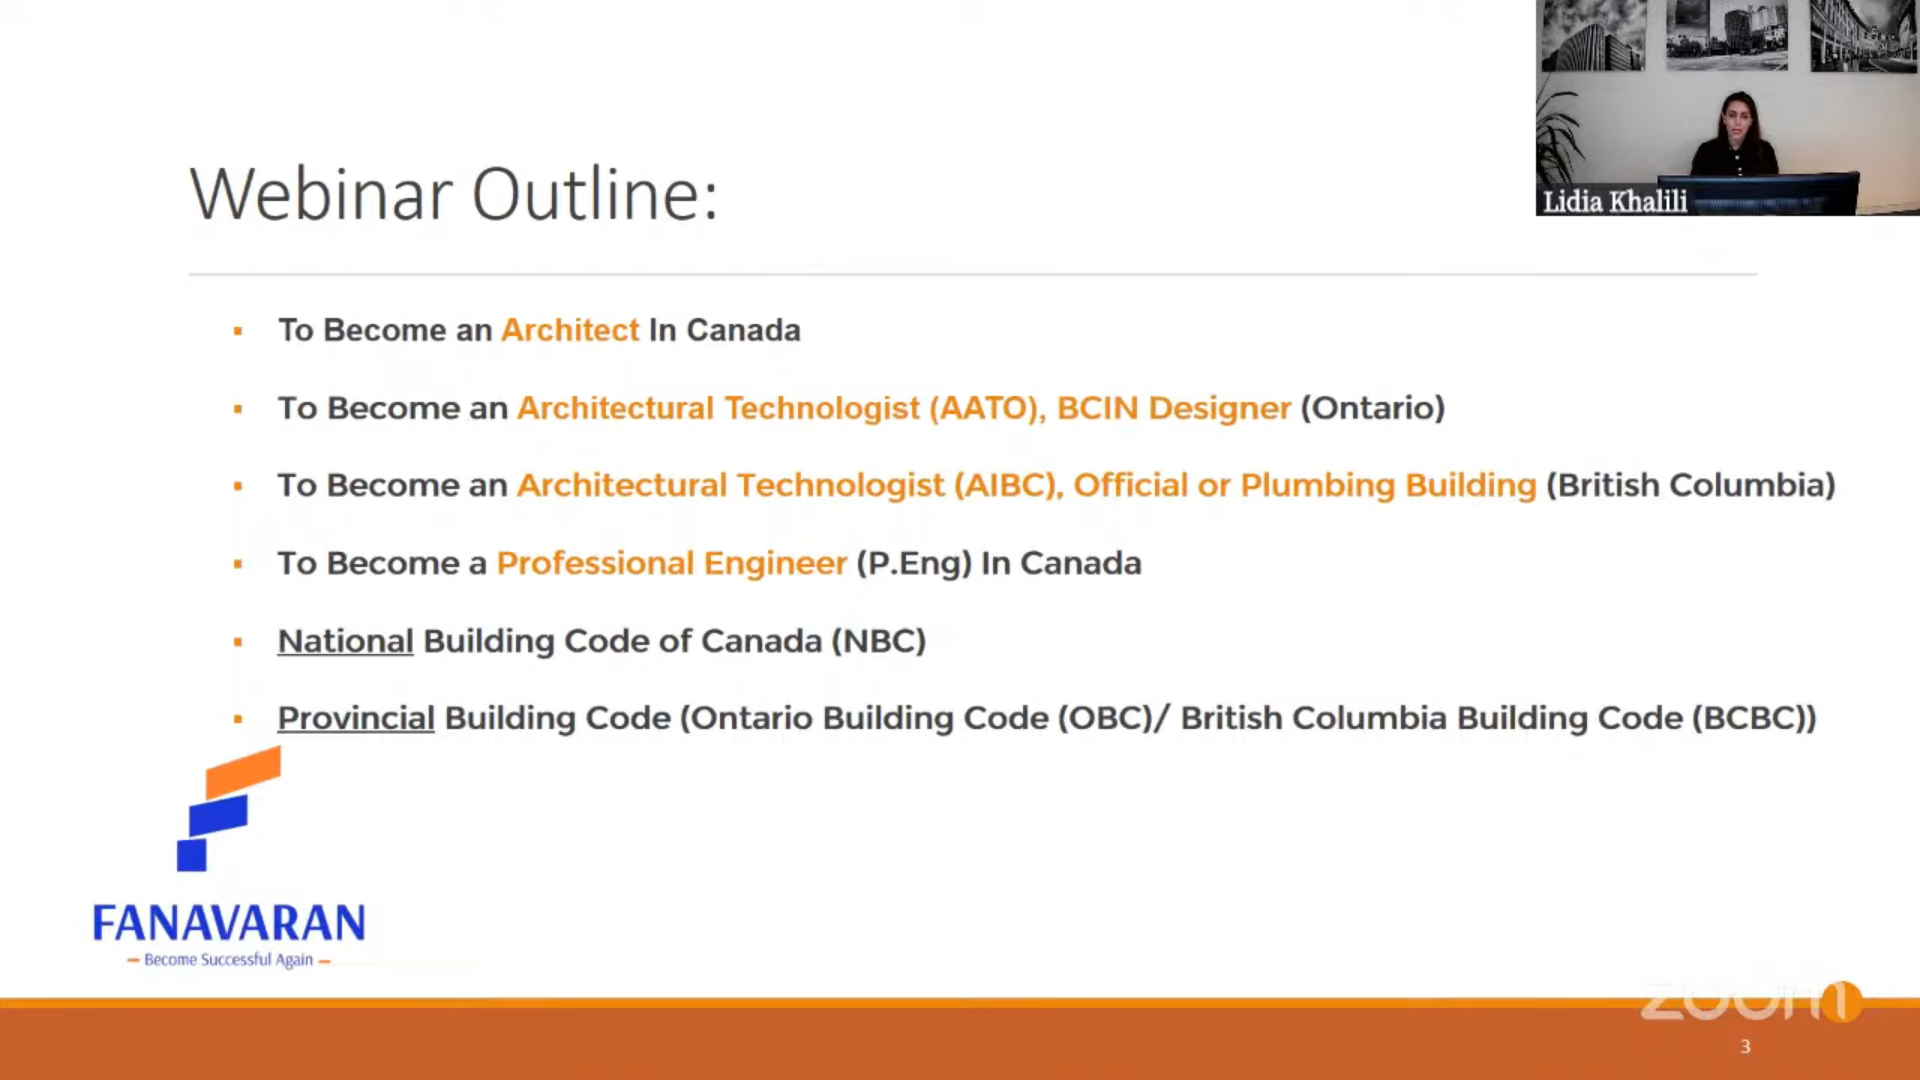 Lidia Khalili
Webinar Outline:
To Become an Architect In Canada
To Become an Architectural Technologist (AATO), BCIN Designer (Ontario)
To Become an Architectural Technologist (AIBC), Official or Plumbing Building (British Columbia)
To Become a Professional Engineer (P.Eng) In Canada
National Building Code of Canada (NBC)
Provincial Building Code (Ontario Building Code (OBC)/ British Columbia Building Code (BCBC))
FANAVARAN
Become Successful Again
zoom
3